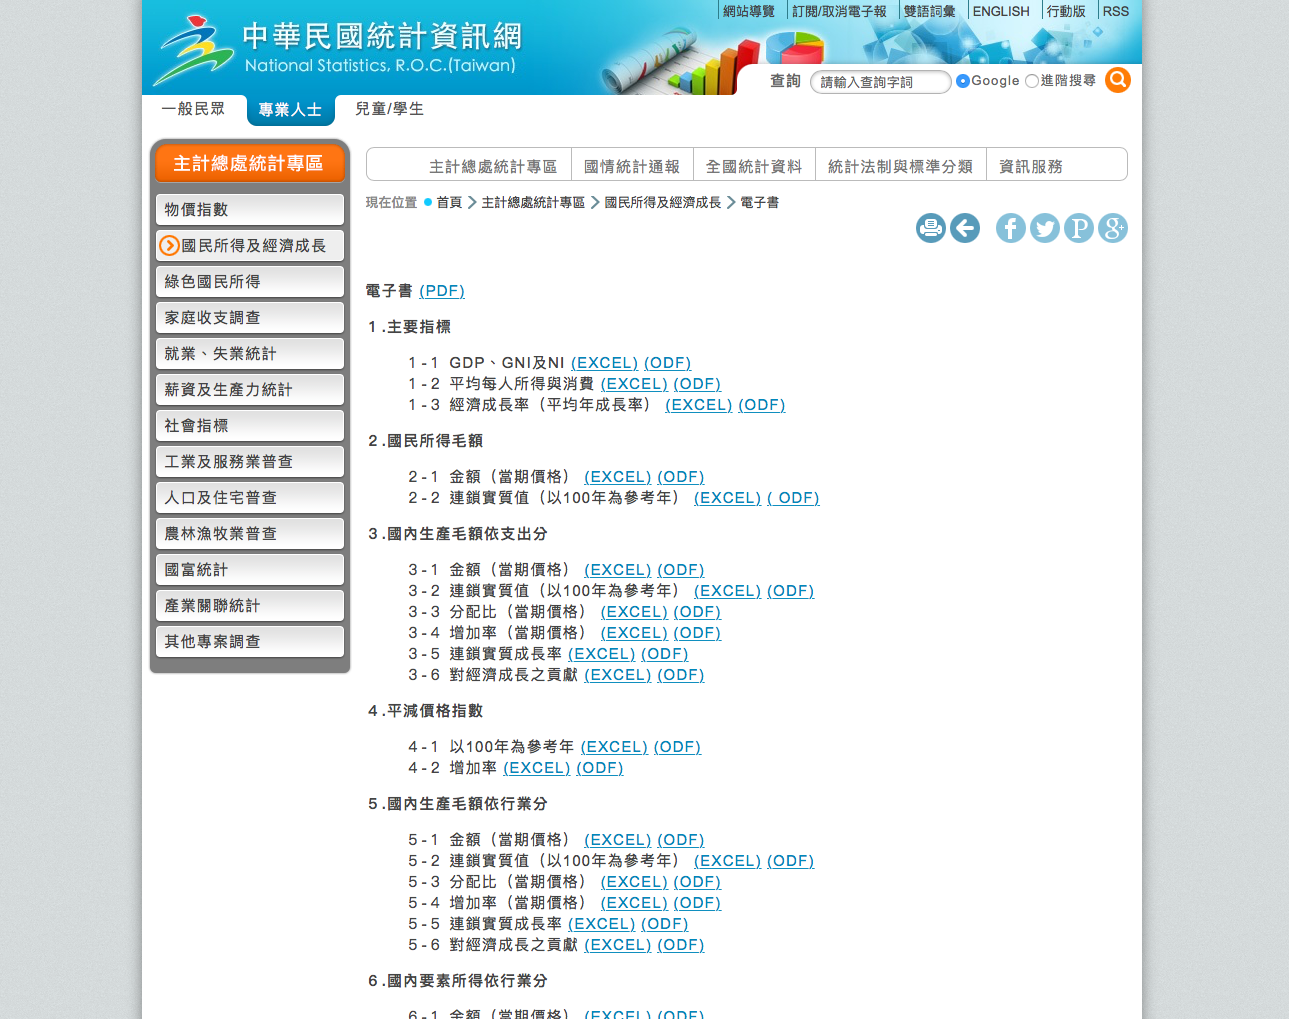 網站導覽 訂閱/取消電子報 雙語詞彙 ENGLISH 行動版 RSS
中華民國統計資訊網
National Statistics, R.O.C.(Taiwan)
查詢 請輸入查詢字詞 Google 進階搜尋
一般民眾 專業人士 兒童/學生
主計總處統計專區
物價指數
國民所得及經濟成長
綠色國民所得
家庭收支調查
就業、失業統計
薪資及生產力統計
社會指標
工業及服務業普查
人口及住宅普查
農林漁牧業普查
國富統計
產業關聯統計
其他專案調查
主計總處統計專區 國情統計通報 全國統計資料 統計法制與標準分類 資訊服務
現在位置 首頁 主計總處統計專區 國民所得及經濟成長 電子書
電子書 (PDF)
1.主要指標
1-1 GDP、GNI及NI (EXCEL) (ODF)
1-2 平均每人所得與消費 (EXCEL) (ODF)
1-3 經濟成長率（平均年成長率） (EXCEL) (ODF)
2.國民所得毛額
2-1 金額（當期價格） (EXCEL) (ODF)
2-2 連鎖實質值（以100年為參考年） (EXCEL) ( ODF)
3.國內生產毛額依支出分
3-1 金額（當期價格） (EXCEL) (ODF)
3-2 連鎖實質值（以100年為參考年） (EXCEL) (ODF)
3-3 分配比（當期價格） (EXCEL) (ODF)
3-4 增加率（當期價格） (EXCEL) (ODF)
3-5 連鎖實質成長率 (EXCEL) (ODF)
3-6 對經濟成長之貢獻 (EXCEL) (ODF)
4.平減價格指數
4-1 以100年為參考年 (EXCEL) (ODF)
4-2 增加率 (EXCEL) (ODF)
5.國內生產毛額依行業分
5-1 金額（當期價格） (EXCEL) (ODF)
5-2 連鎖實質值（以100年為參考年） (EXCEL) (ODF)
5-3 分配比（當期價格） (EXCEL) (ODF)
5-4 增加率（當期價格） (EXCEL) (ODF)
5-5 連鎖實質成長率 (EXCEL) (ODF)
5-6 對經濟成長之貢獻 (EXCEL) (ODF)
6.國內要素所得依行業分
6-1 金額（當期價格） (EXCEL) (ODF)